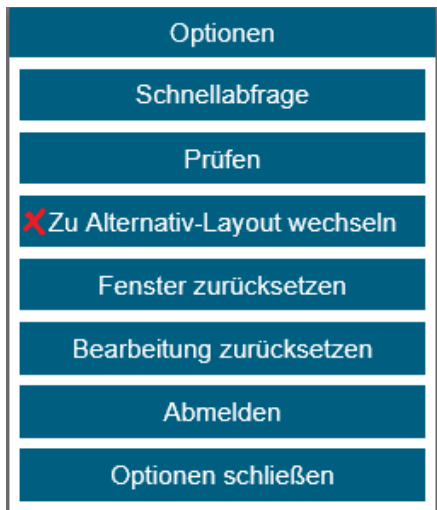 Optionen
Schnellabfrage
Prüfen
Zu Alternativ-Layout wechseln
Fenster zurücksetzen
Bearbeitung zurücksetzen
Abmelden
Optionen schließen